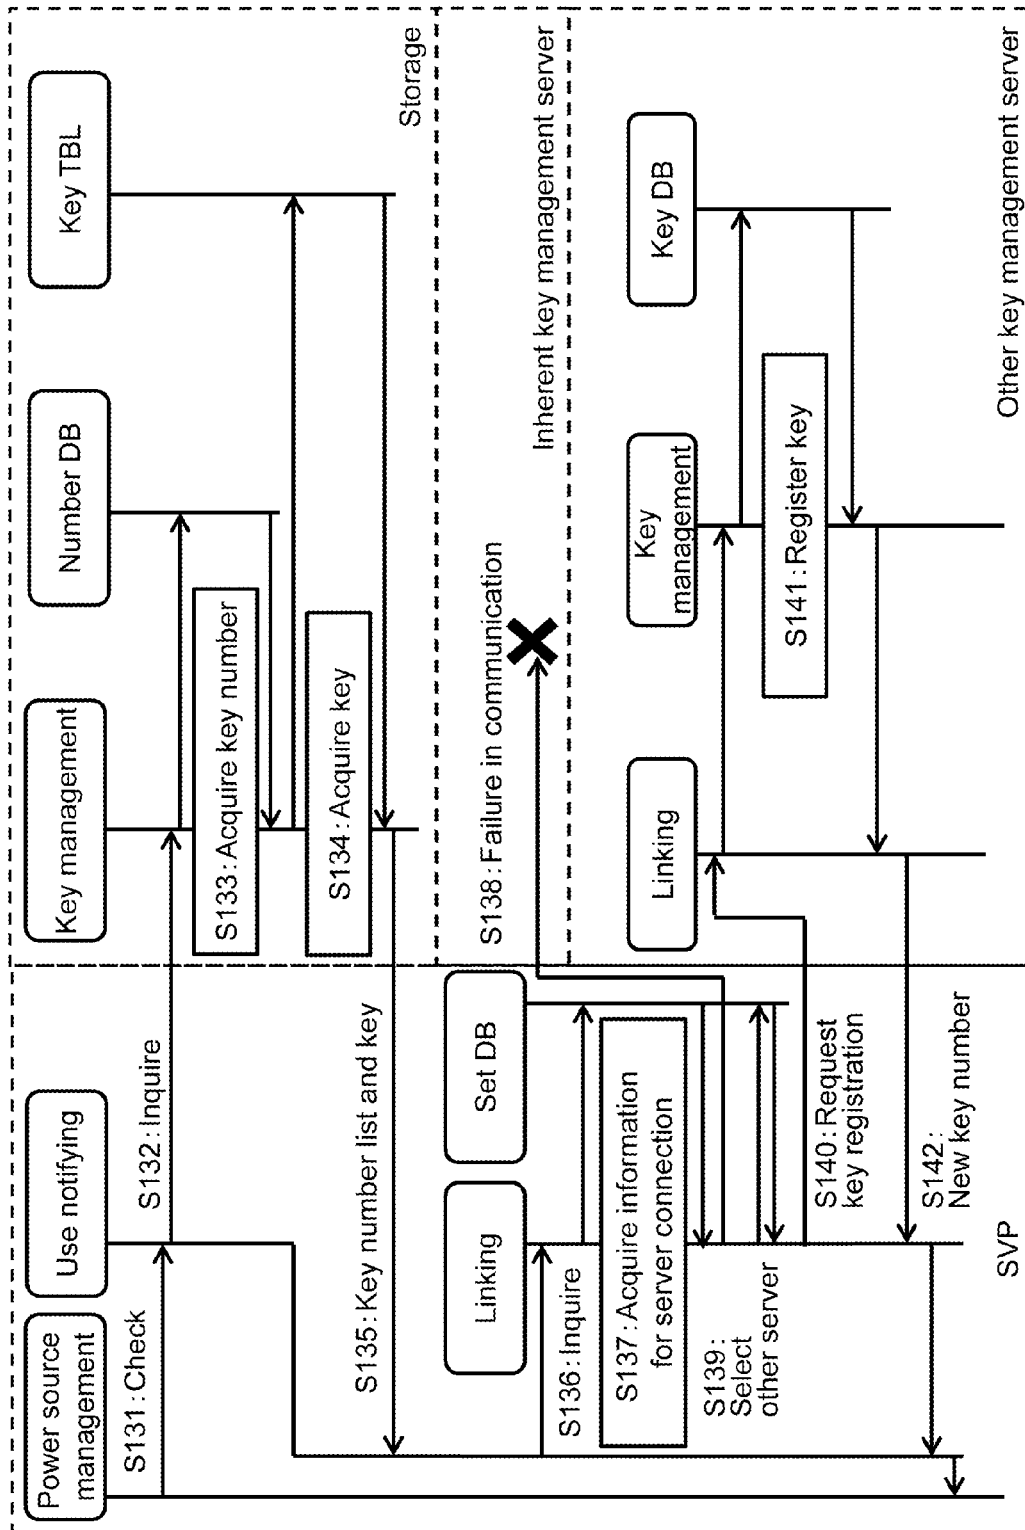 Power source
management
Use notifying
Key management
Number DB
Key TBL
S131:Check
S132:Inquire
S133:Acquire key number
S134:Acquire key
S135:Key number list and key
Storage
Linking
Set DB
S136:Inquire
S137:Acquire information
for server connection
S138:Failure in communication
Inherent key management server
S139:
Select
other server
S140:Request
key registration
Linking
Key
management
Key DB
S141:Register key
S142:
New key number
SVP
Other key management server